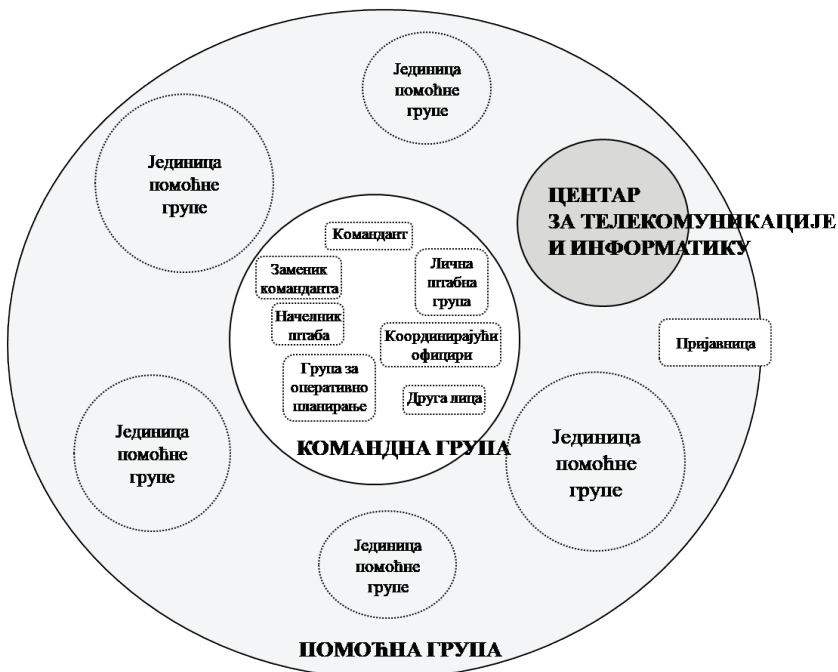 Јединица
помоћне
групе
Јединица
помоћне
групе
ЦЕНТАР
ЗА ТЕЛЕКОМУНИКАЦИЈЕ
И ИНФОРМАТИКУ
Командант
Заменик
команданта
Лична
штабна
група
Начелник
штаба
Координирајући
официри
Пријавница
Група за
оперативно
планирање
Друга лица
КОМАНДНА ГРУПА
Јединица
помоћне
групе
Јединица
помоћне
групе
Јединица
помоћне
групе
ПОМОЋНА ГРУПА